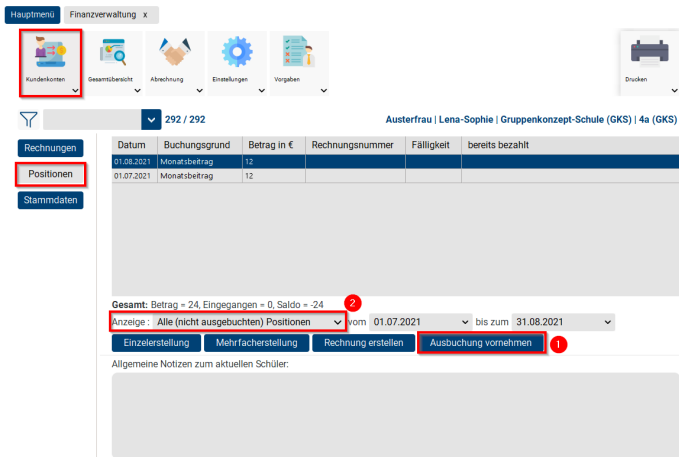 Hauptmenü Finanzverwaltung x
Kundenkonten Gesamtübersicht Abrechnung Einstellungen Vorgaben Drucken
292 / 292 Austerfrau | Lena-Sophie | Gruppenkonzept-Schule (GKS) | 4a (GKS)
Rechnungen
Positionen
Stammdaten
Datum Buchungsgrund Betrag in € Rechnungsnummer Fälligkeit bereits bezahlt
01.08.2021 Monatsbeitrag 12
01.07.2021 Monatsbeitrag 12
Gesamt: Betrag = 24, Eingegangen = 0, Saldo = -24 2
Anzeige : Alle (nicht ausgebuchten) Positionen vom 01.07.2021 bis zum 31.08.2021
Einzelerstellung Mehrfacherstellung Rechnung erstellen Ausbuchung vornehmen 1
Allgemeine Notizen zum aktuellen Schüler: